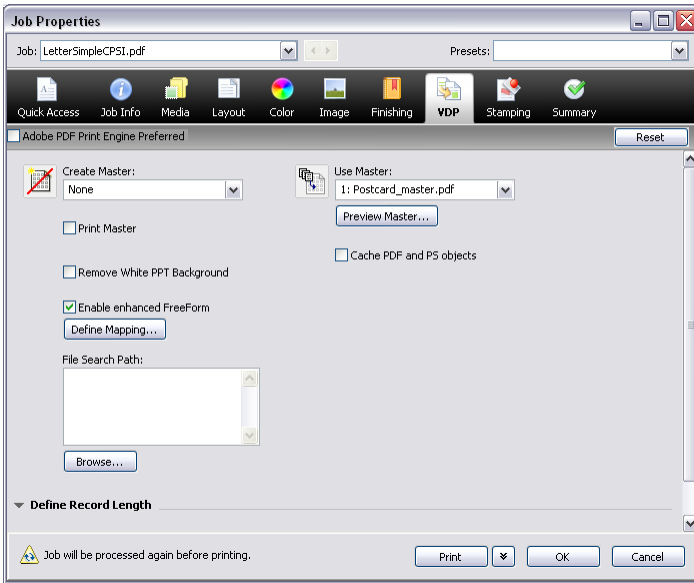 Job Properties
Job: LetterSimpleCPSI.pdf Presets:
Quick Access Job Info Media Layout Color Image Finishing VDP Stamping Summary
Adobe PDF Print Engine Preferred Reset
Create Master: Use Master:
None 1: Postcard_master.pdf
Preview Master...
Print Master
Cache PDF and PS objects
Remove White PPT Background
Enable enhanced FreeForm
Define Mapping...
File Search Path:
Browse...
Define Record Length
Job will be processed again before printing. Print OK Cancel